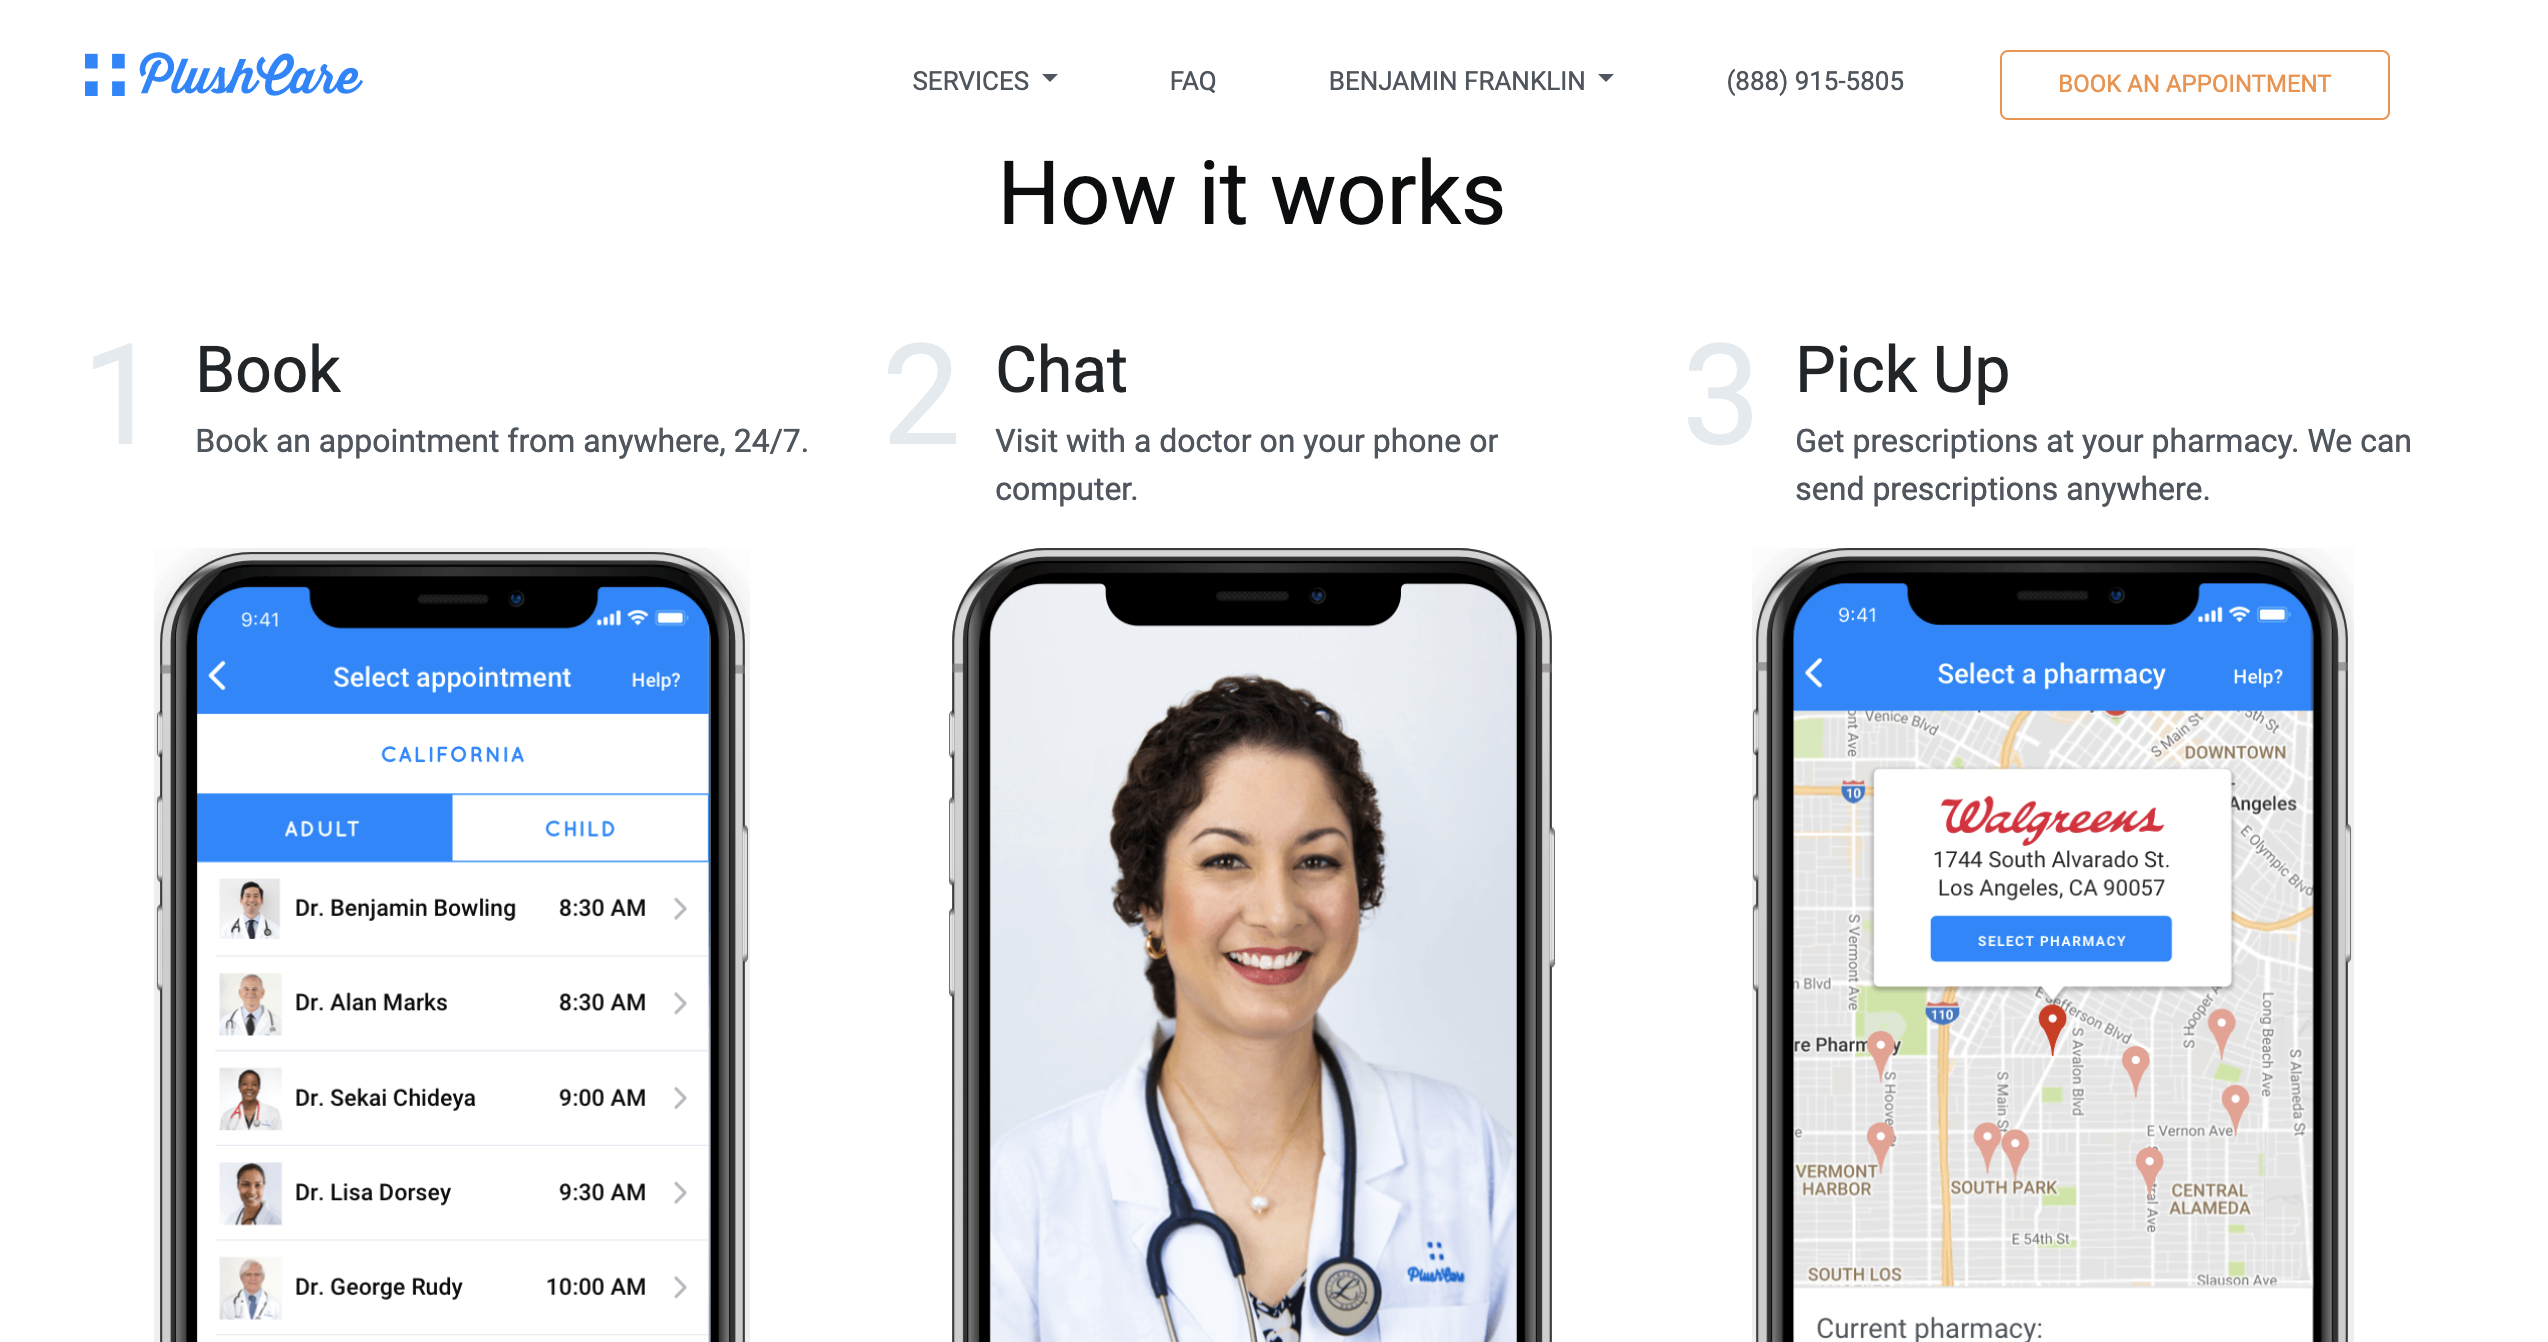 PlushCare
SERVICES
FAQ
BENJAMIN FRANKLIN
(888) 915-5805
BOOK AN APPOINTMENT
How it works
1
Book
Book an appointment from anywhere, 24/7.
2
Chat
Visit with a doctor on your phone or
computer.
3
Pick Up
Get prescriptions at your pharmacy. We can
send prescriptions anywhere.
9:41
Select appointment
Help?
CALIFORNIA
ADULT
CHILD
Dr. Benjamin Bowling
8:30 AM
Dr. Alan Marks
8:30 AM
Dr. Sekai Chideya
9:00 AM
Dr. Lisa Dorsey
9:30 AM
Dr. George Rudy
10:00 AM
PlushCare
9:41
Select a pharmacy
Help?
Venice Blvd
S Main St
DOWNTOWN
10
Angeles
Walgreens
1744 South Alvarado St.
Los Angeles, CA 90057
SELECT PHARMACY
E Olympic Blvd
S Vermont Ave
Blvd
E Jefferson Blvd
110
S Hooper
Long Beach Ave
S Avalon Blvd
S Alameda St
S Main St
E Vernon Ave
VERMONT
HARBOR
SOUTH PARK
CENTRAL
ALAMEDA
E 54th St
SOUTH LOS
Slauson Ave
Current pharmacy: